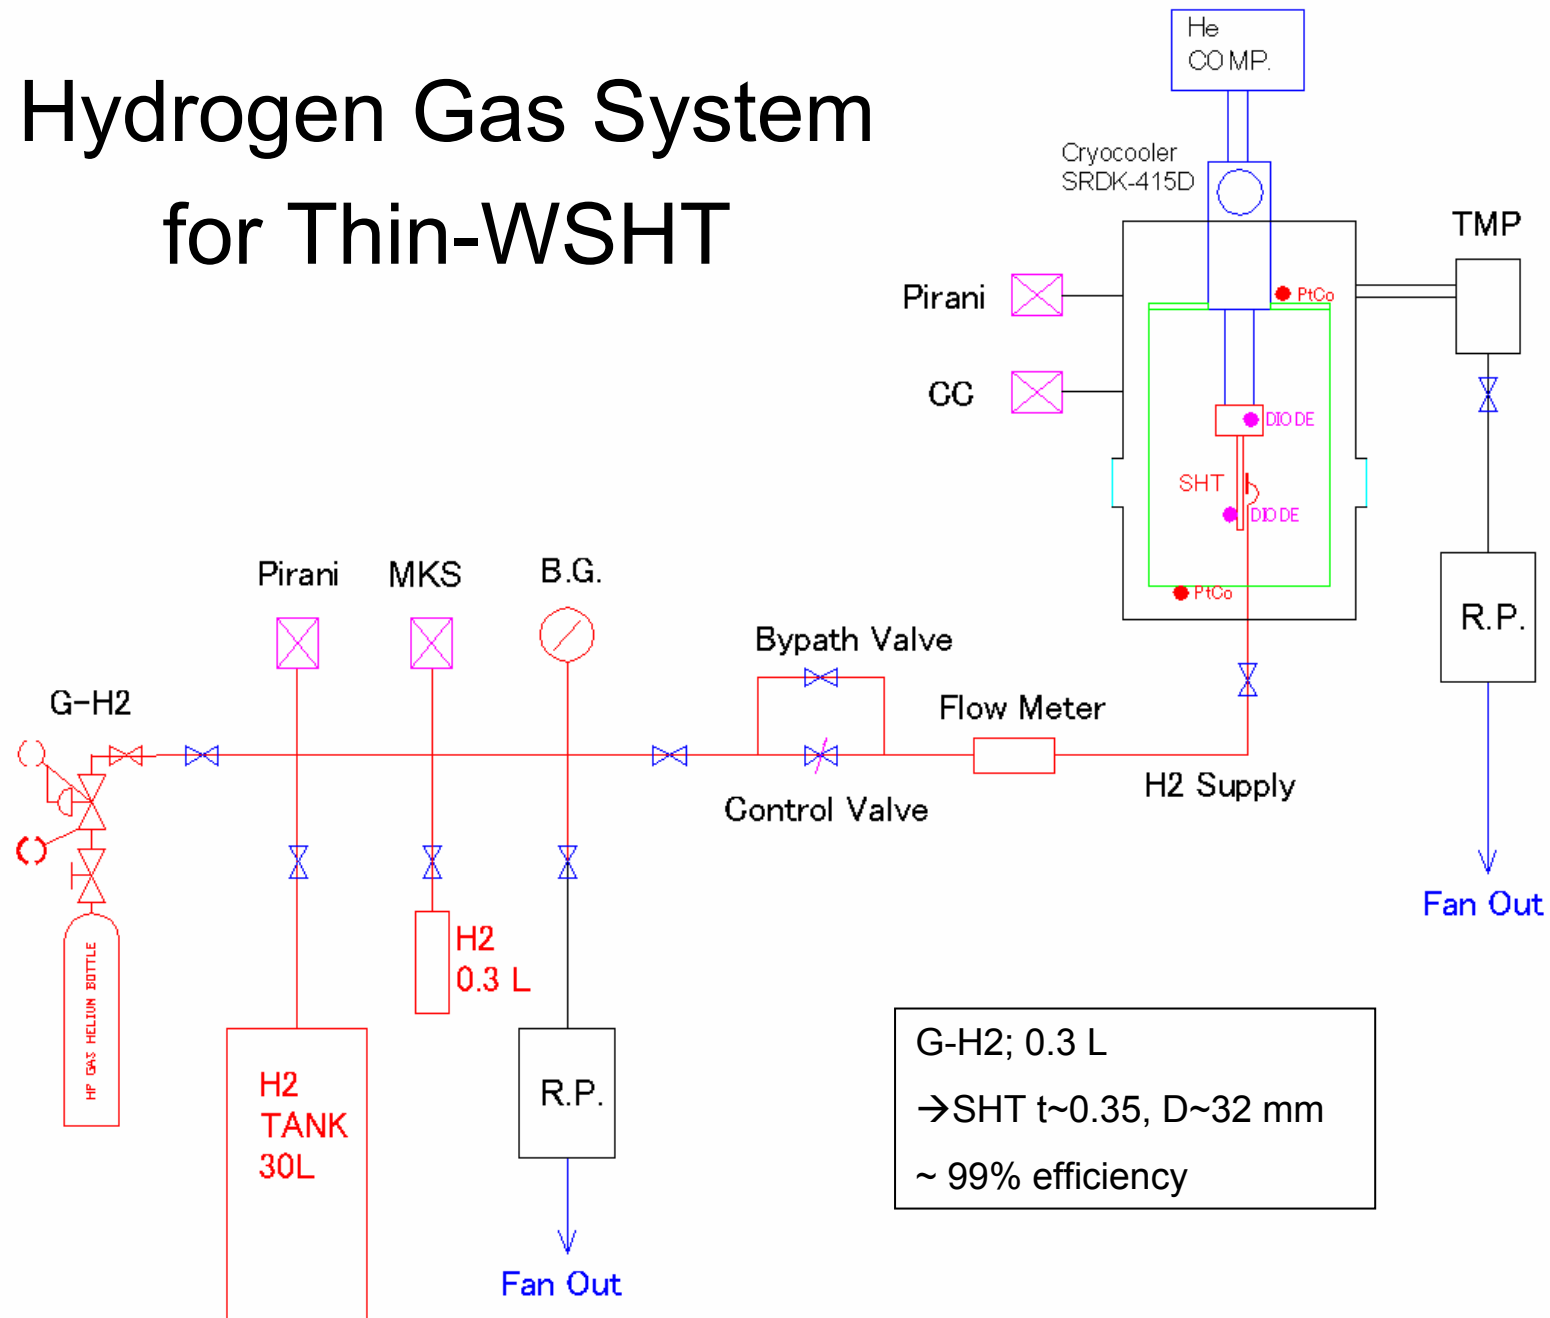 Hydrogen Gas System
for Thin-WSHT
He
COMP.
Cryocooler
SRDK-415D
TMP
Pirani
PtCo
CC
DIODE
SHT
DIODE
PtCo
R.P.
Fan Out
Pirani
MKS
B.G.
Bypath Valve
G-H2
Flow Meter
Control Valve
H2 Supply
HP GAS HELIUN BOTTLE
H2
0.3 L
H2
TANK
30L
R.P.
Fan Out
G-H2; 0.3 L
→SHT t~0.35, D~32 mm
~ 99% efficiency